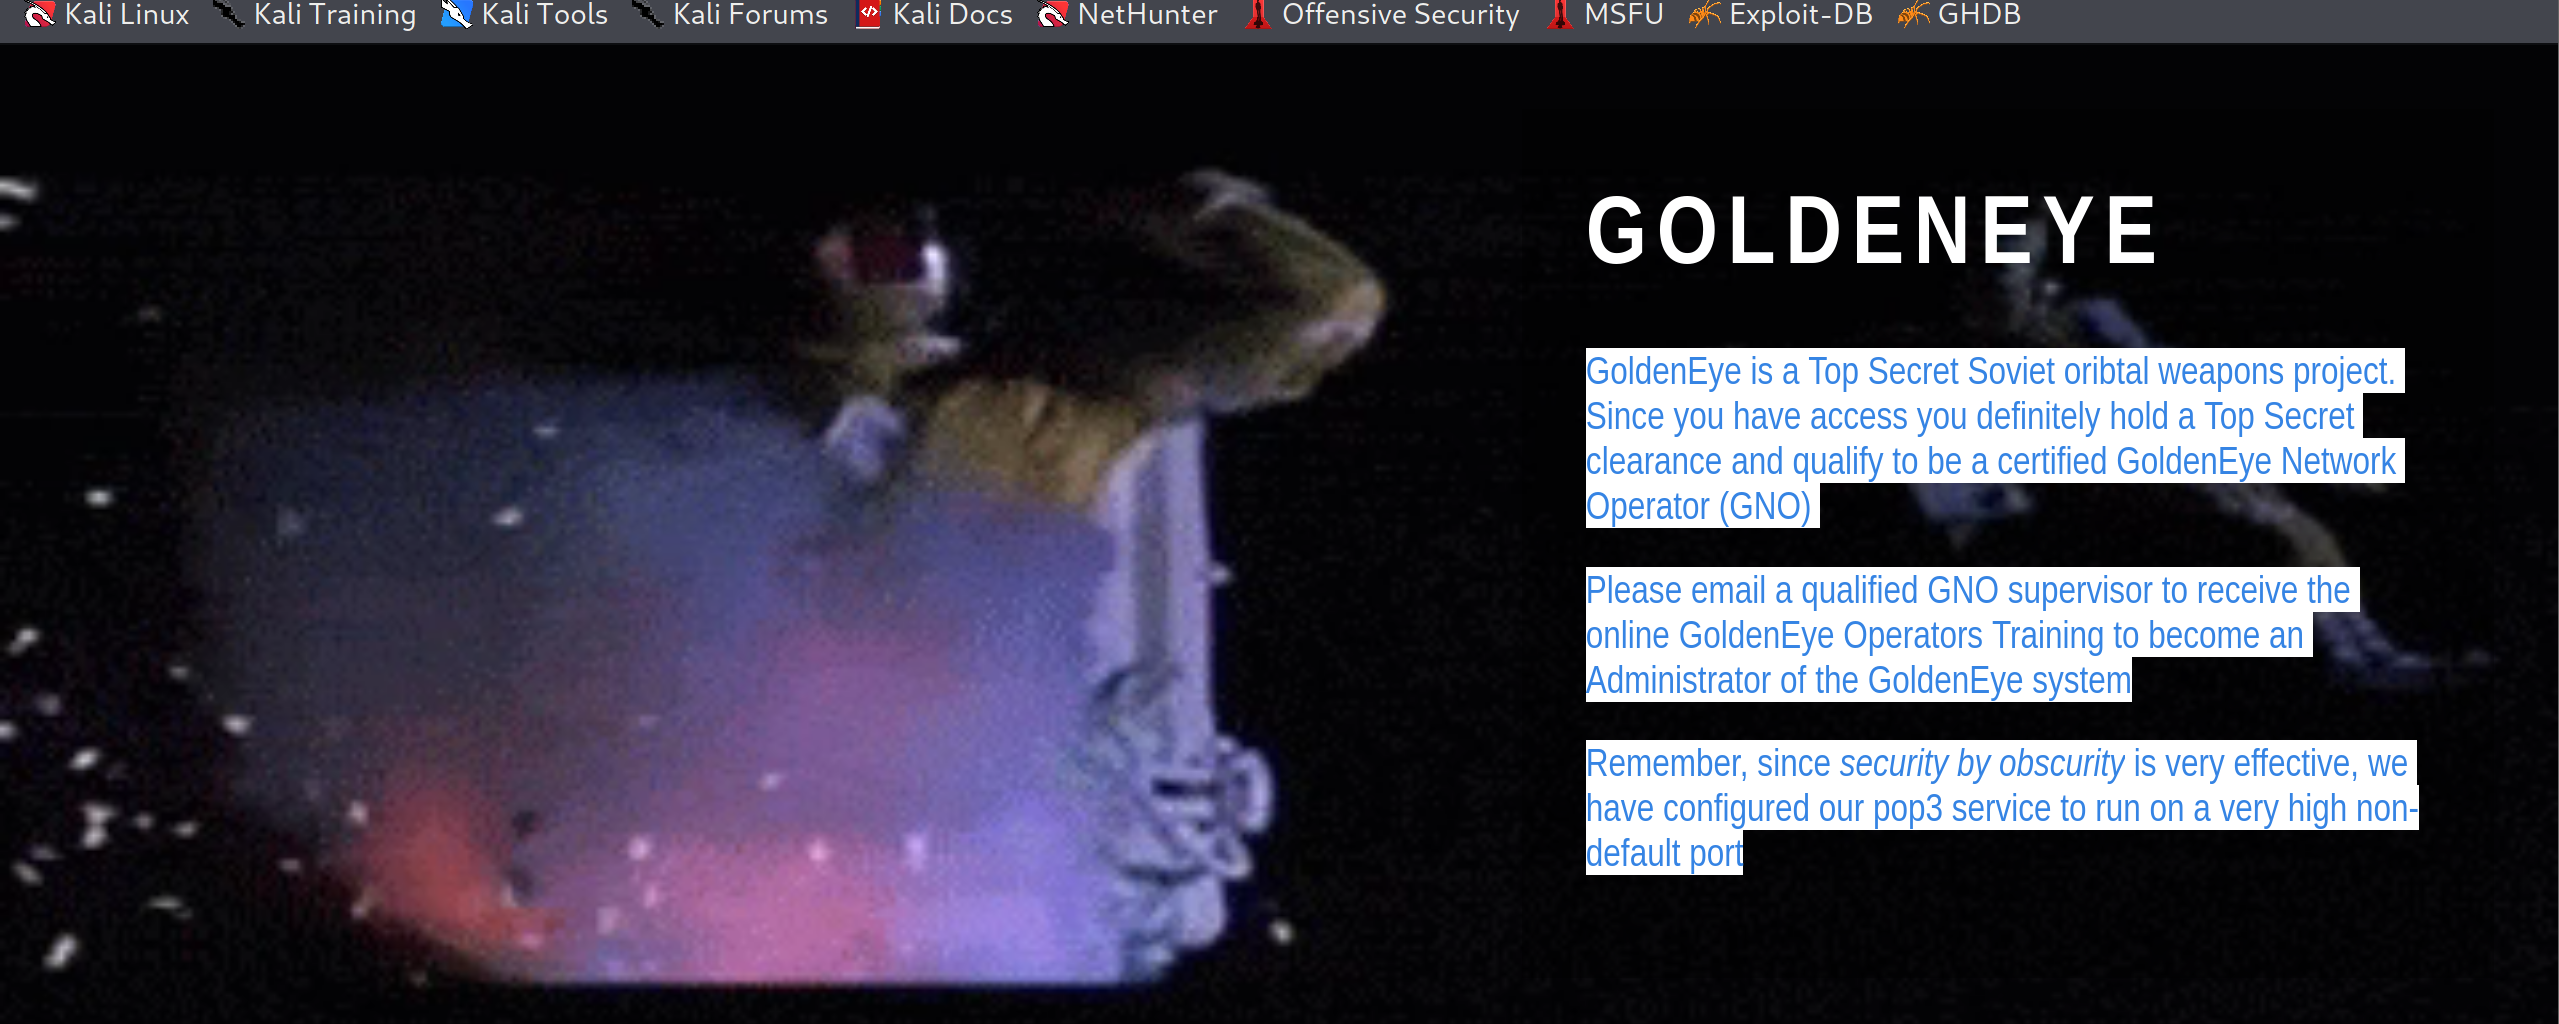 Kali Linux Kali Training Kali Tools Kali Forums Kali Docs NetHunter Offensive Security MSFU Exploit-DB GHDB
GOLDENEYE
GoldenEye is a Top Secret Soviet oribtal weapons project.
Since you have access you definitely hold a Top Secret
clearance and qualify to be a certified GoldenEye Network
Operator (GNO)
Please email a qualified GNO supervisor to receive the
online GoldenEye Operators Training to become an
Administrator of the GoldenEye system
Remember, since security by obscurity is very effective, we
have configured our pop3 service to run on a very high non-
default port